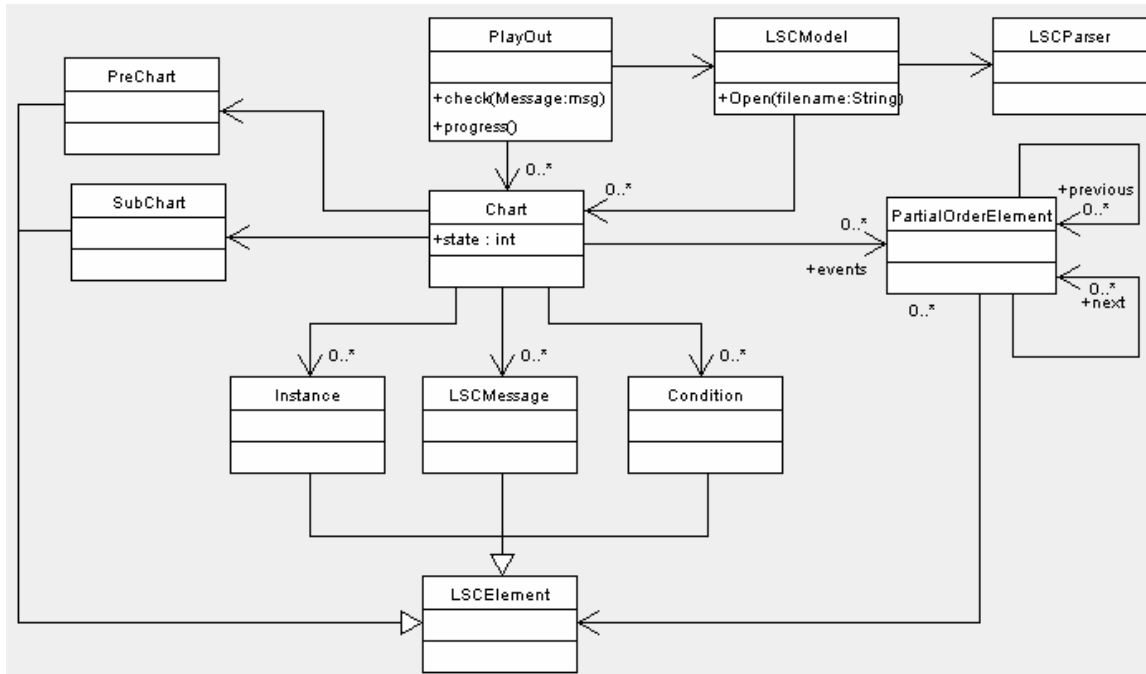 PlayOut
+check(Message:msg)
+progress()
LSCModel
+Open(filename:String)
LSCParser
PreChart
SubChart
0..*
0..*
Chart
+state : int
0..*
+events
PartialOrderElement
+previous
0..*
0..*
+next
0..*
0..*
0..*
0..*
Instance
LSCMessage
Condition
LSCElement